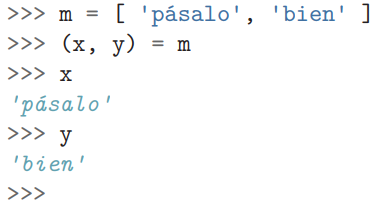 >>> m = [ 'pásalo', 'bien' ]
>>> (x, y) = m
>>> x
'pásalo'
>>> y
'bien'
>>>